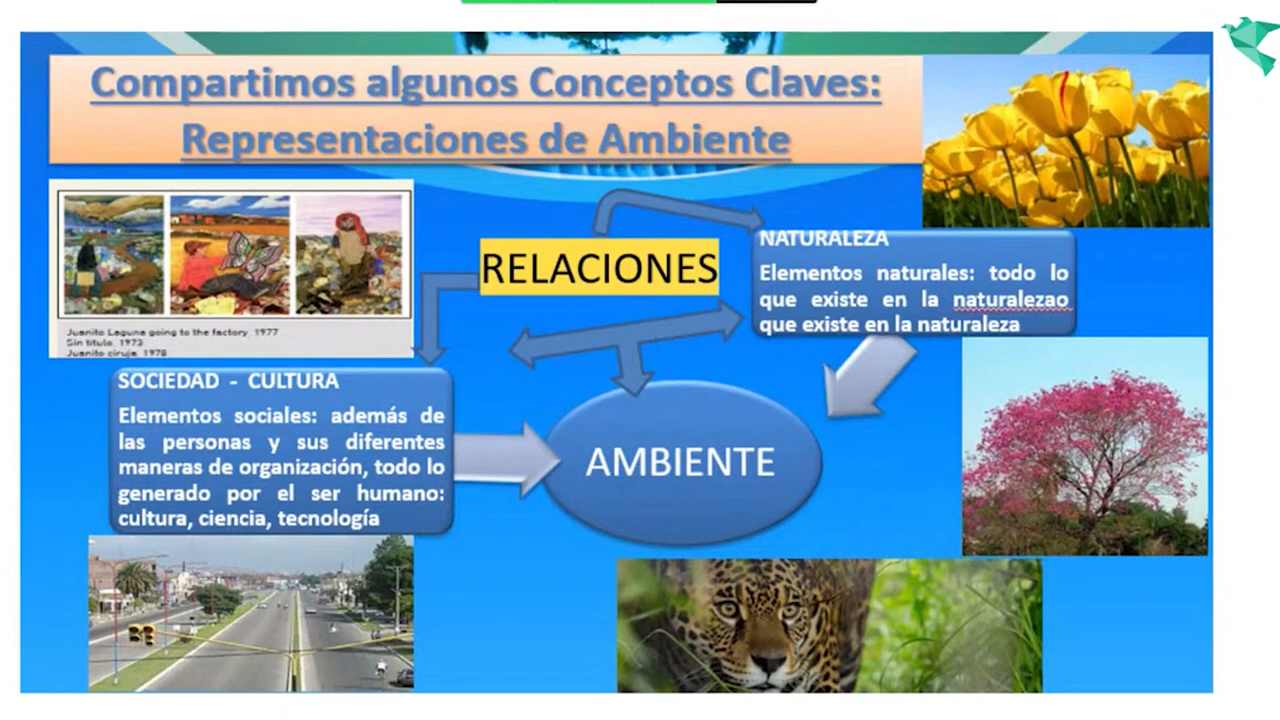 Compartimos algunos Conceptos Claves:
Representaciones de Ambiente
Juanito Laguna going to the factory, 1977
Sin título, 1973
Juanito ciruja, 1978
RELACIONES
NATURALEZA
Elementos naturales: todo lo
que existe en la naturalezao
que existe en la naturaleza
SOCIEDAD - CULTURA
Elementos sociales: además de
las personas y sus diferentes
maneras de organización, todo lo
generado por el ser humano:
cultura, ciencia, tecnología
AMBIENTE